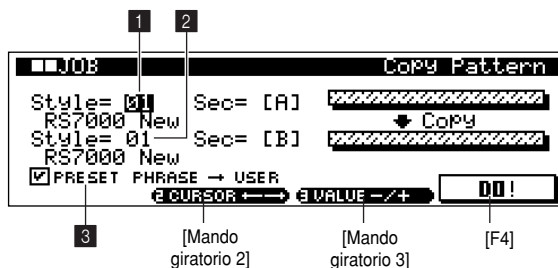 1 2
■■JOB Copy Pattern
Style= 01 Sec= [A]
RS7000 New Copy
Style= 01 Sec= [B]
RS7000 New
PRESET PHRASE → USER
2 CURSOR ←→ 3 VALUE -/+ DO!
3
[Mando giratorio 2] [Mando giratorio 3] [F4]